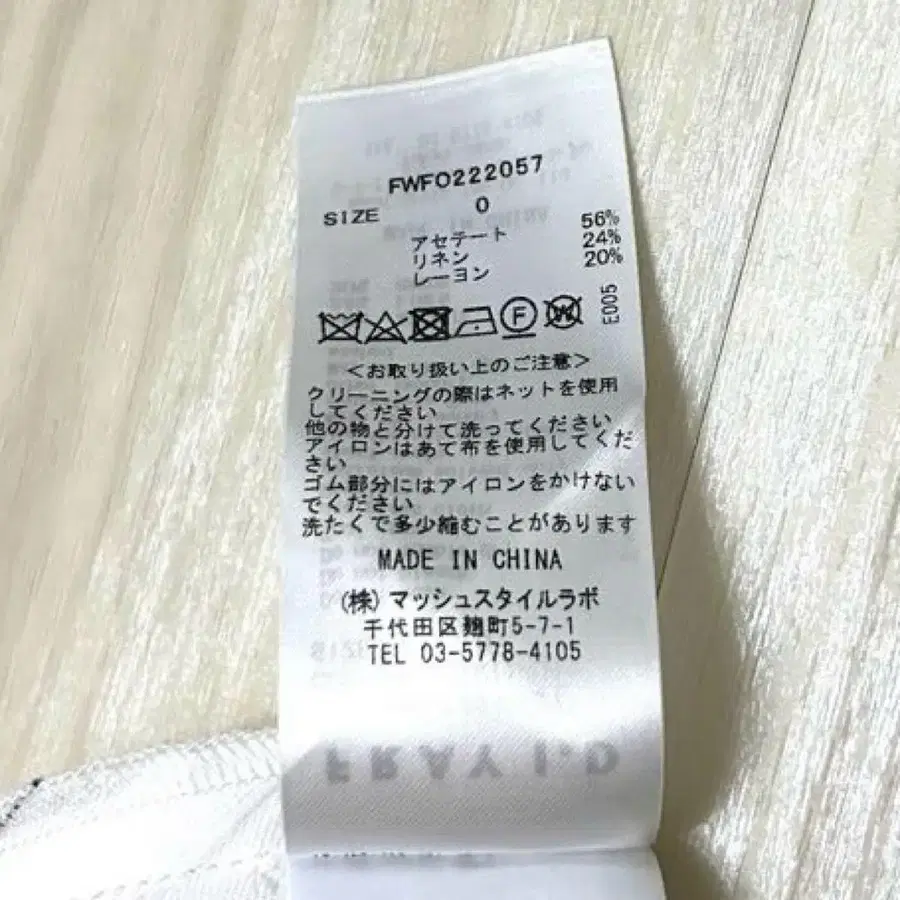 FWFO222057
SIZE 0
アセテート 56%
リネン 24%
レーヨン 20%
E005
F
W
＜お取り扱い上のご注意＞
クリーニングの際はネットを使用
してください
他の物と分けて洗ってください
アイロンはあて布を使用してくだ
さい
ゴム部分にはアイロンをかけない
でください
洗たくで多少縮むことがあります
MADE IN CHINA
(株)マッシュスタイルラボ
千代田区麹町5-7-1
TEL 03-5778-4105
FRAY I.D